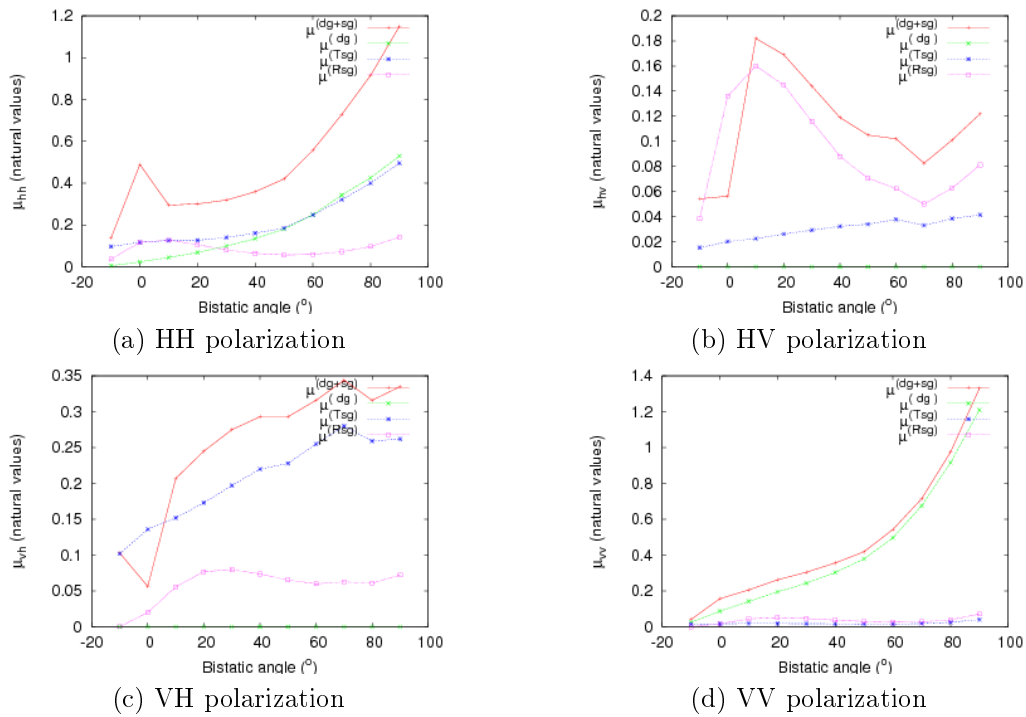 μ(dg+sg)
μ( dg )
μ(Tsg)
μ(Rsg)
μhh (natural values)
1.2
1
0.8
0.6
0.4
0.2
0
-20 0 20 40 60 80 100
Bistatic angle (o)
(a) HH polarization
μ(dg+sg)
μ( dg )
μ(Tsg)
μ(Rsg)
μhv (natural values)
0.2
0.18
0.16
0.14
0.12
0.1
0.08
0.06
0.04
0.02
0
-20 0 20 40 60 80 100
Bistatic angle (o)
(b) HV polarization
μ(dg+sg)
μ( dg )
μ(Tsg)
μ(Rsg)
μvh (natural values)
0.35
0.3
0.25
0.2
0.15
0.1
0.05
0
-20 0 20 40 60 80 100
Bistatic angle (o)
(c) VH polarization
μ(dg+sg)
μ( dg )
μ(Tsg)
μ(Rsg)
μvv (natural values)
1.4
1.2
1
0.8
0.6
0.4
0.2
0
-20 0 20 40 60 80 100
Bistatic angle (o)
(d) VV polarization